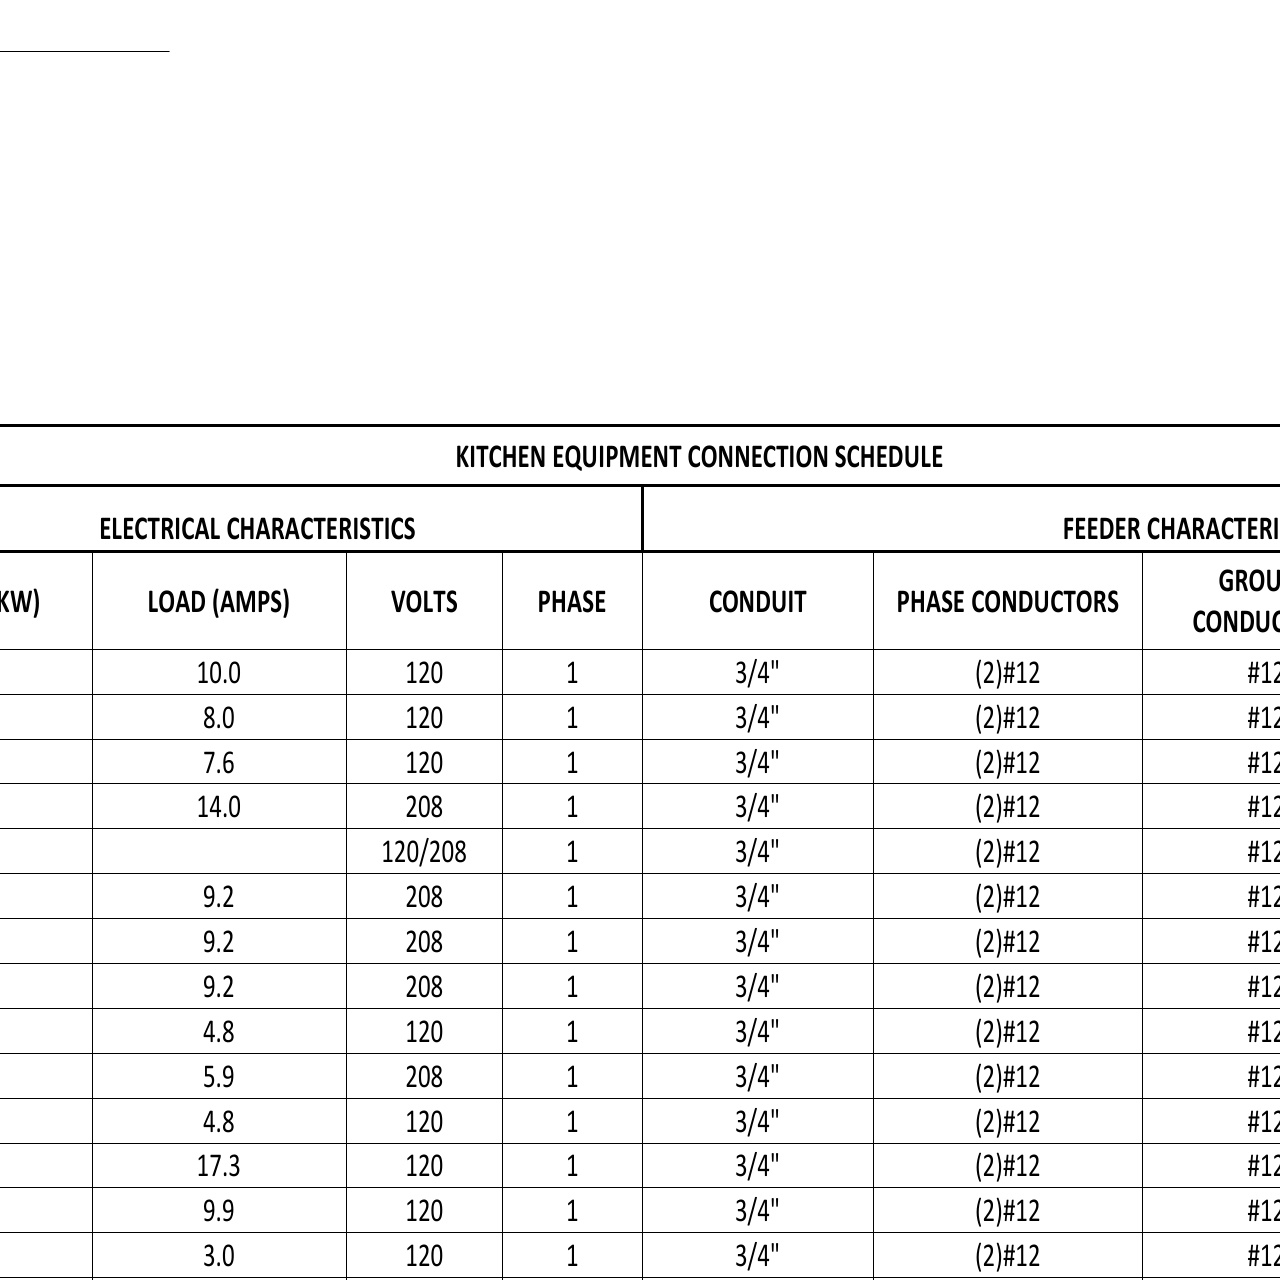 KITCHEN EQUIPMENT CONNECTION SCHEDULE
ELECTRICAL CHARACTERISTICS FEEDER CHARACTERI
KW) LOAD (AMPS) VOLTS PHASE CONDUIT PHASE CONDUCTORS GROU
CONDUC
10.0 120 1 3/4" (2)#12 #12
8.0 120 1 3/4" (2)#12 #12
7.6 120 1 3/4" (2)#12 #12
14.0 208 1 3/4" (2)#12 #12
120/208 1 3/4" (2)#12 #12
9.2 208 1 3/4" (2)#12 #12
9.2 208 1 3/4" (2)#12 #12
9.2 208 1 3/4" (2)#12 #12
4.8 120 1 3/4" (2)#12 #12
5.9 208 1 3/4" (2)#12 #12
4.8 120 1 3/4" (2)#12 #12
17.3 120 1 3/4" (2)#12 #12
9.9 120 1 3/4" (2)#12 #12
3.0 120 1 3/4" (2)#12 #12